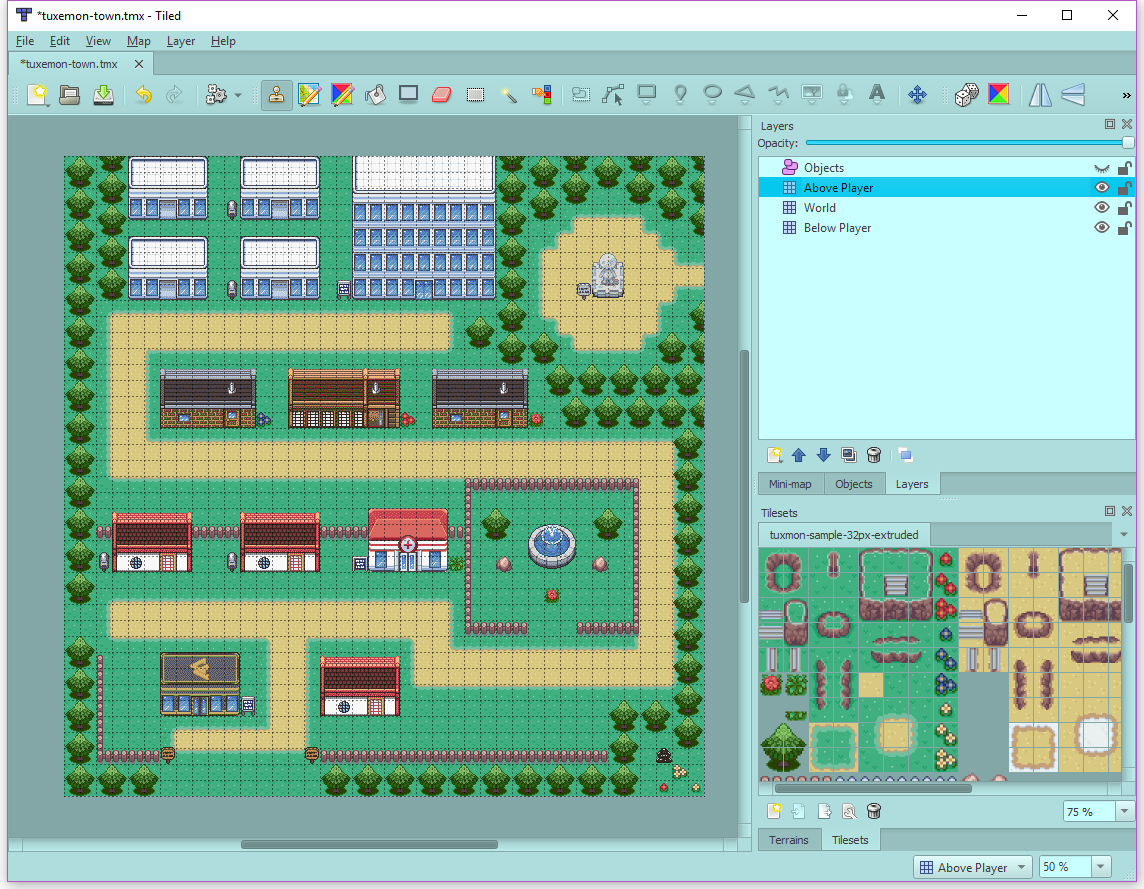 *tuxemon-town.tmx - Tiled
File Edit View Map Layer Help
*tuxemon-town.tmx
Layers
Opacity:
Objects
Above Player
World
Below Player
Mini-map Objects Layers
Tilesets
tuxmon-sample-32px-extruded
75 %
Terrains Tilesets
Above Player 50 %